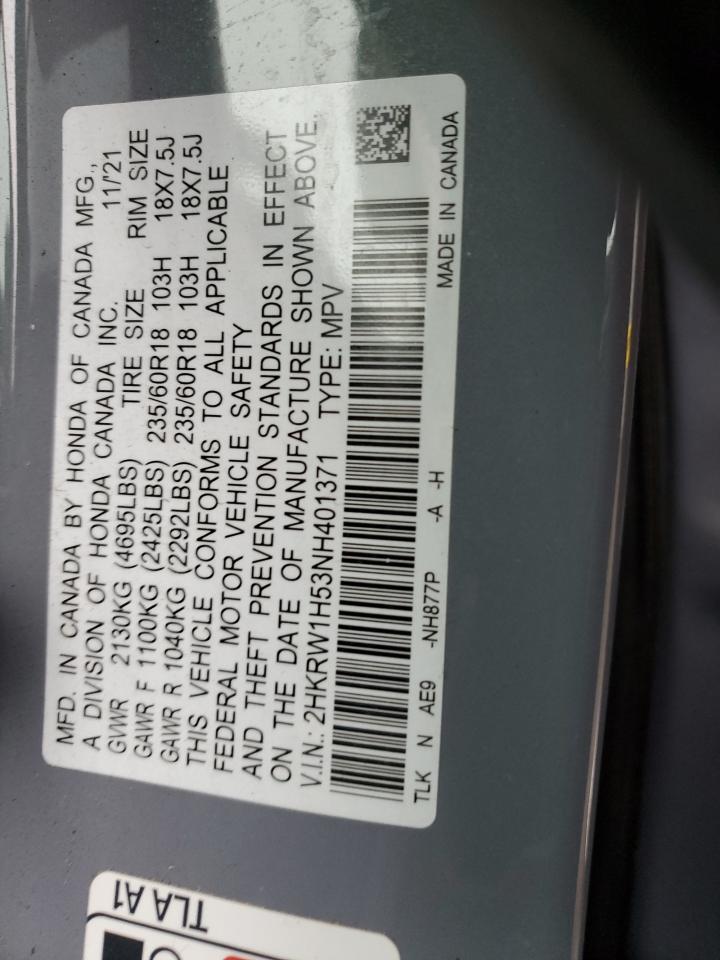 MFD. IN CANADA BY HONDA OF CANADA MFG.,
A DIVISION OF HONDA CANADA INC. 11/'21
GVWR 2130KG (4695LBS) TIRE SIZE RIM SIZE
GAWR F 1100KG (2425LBS) 235/60R18 103H 18X7.5J
GAWR R 1040KG (2292LBS) 235/60R18 103H 18X7.5J
THIS VEHICLE CONFORMS TO ALL APPLICABLE
FEDERAL MOTOR VEHICLE SAFETY
AND THEFT PREVENTION STANDARDS IN EFFECT
ON THE DATE OF MANUFACTURE SHOWN ABOVE.
V.I.N.: 2HKRW1H53NH401371 TYPE: MPV
TLK N AE9 -NH877P -A -H MADE IN CANADA
TLA A1